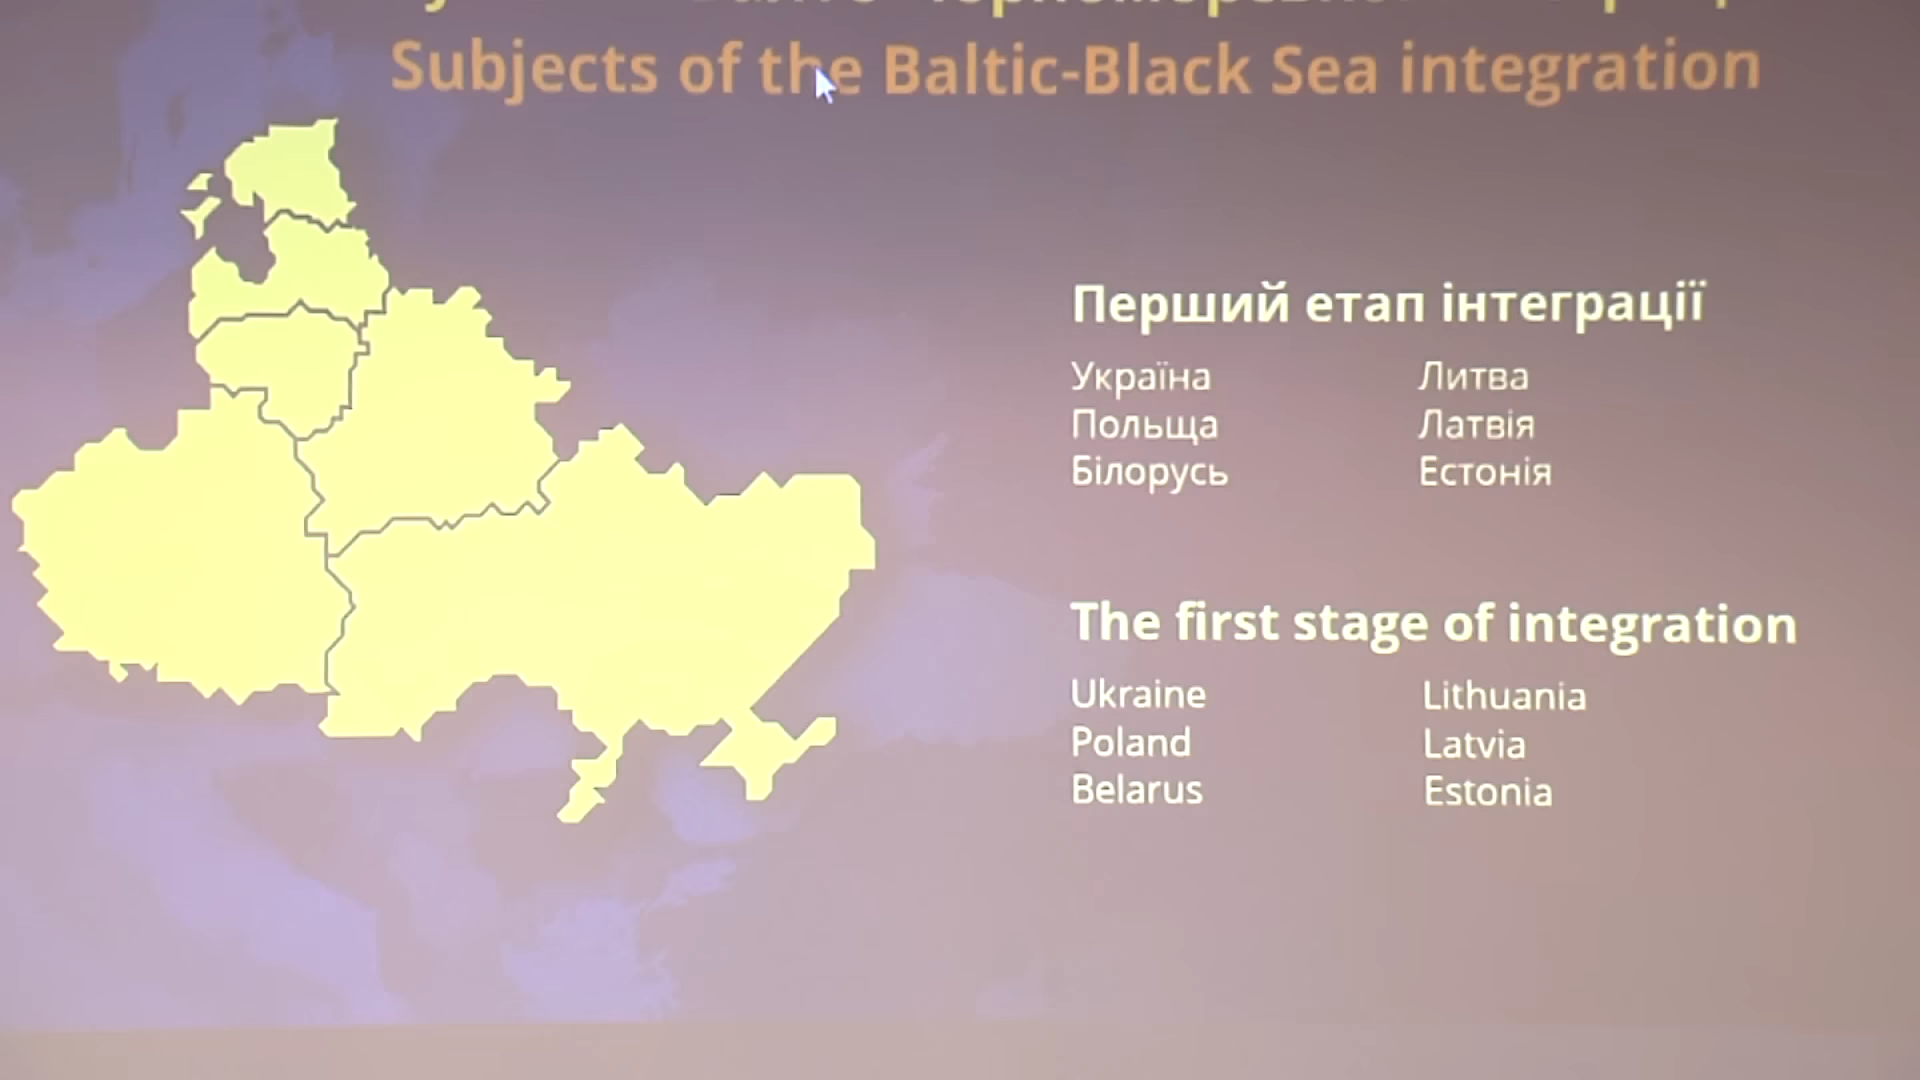 Subjects of the Baltic-Black Sea integration
Перший етап інтеграції
Україна Литва
Польща Латвія
Білорусь Естонія
The first stage of integration
Ukraine Lithuania
Poland Latvia
Belarus Estonia